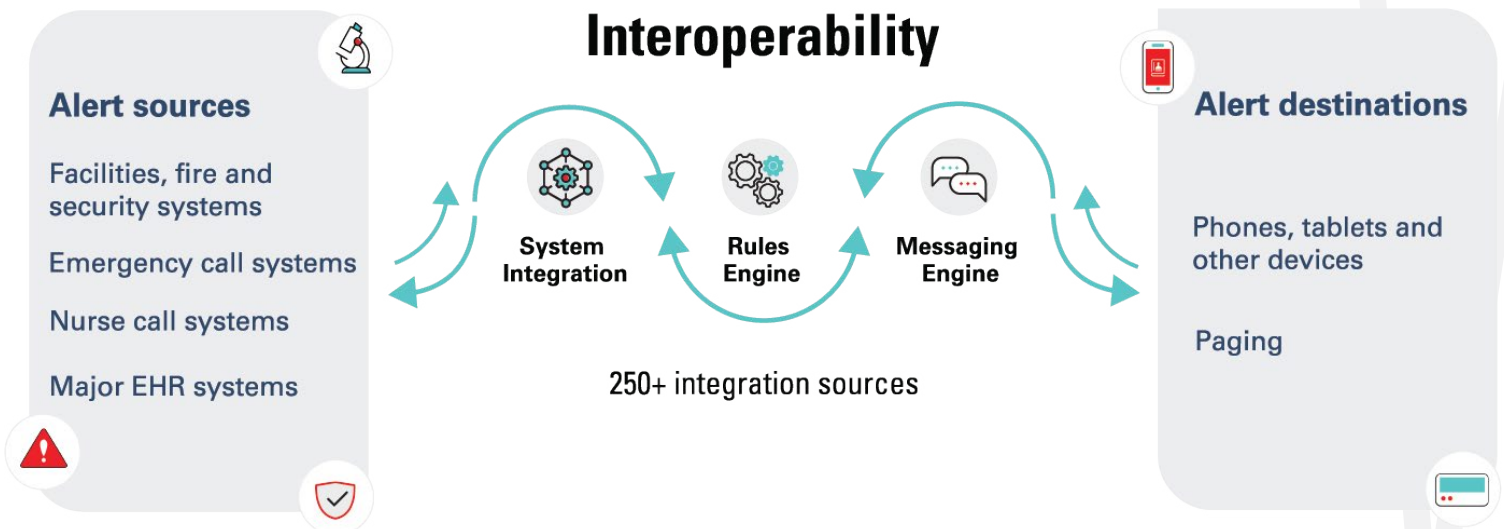 Interoperability
Alert sources
Facilities, fire and
security systems
Emergency call systems
Nurse call systems
Major EHR systems
System
Integration
Rules
Engine
Messaging
Engine
250+ integration sources
Alert destinations
Phones, tablets and
other devices
Paging